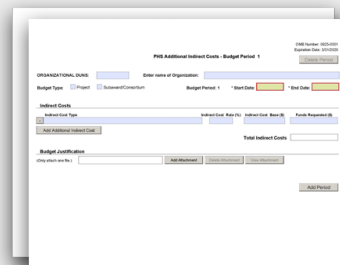 OMB Number: 0925-0001
Expiration Date: 3/31/2020
PHS Additional Indirect Costs - Budget Period 1
Delete Period
ORGANIZATIONAL DUNS: Enter name of Organization:
Budget Type: Project Subaward/Consortium Budget Period: 1 * Start Date: * End Date:
Indirect Costs
Indirect Cost Type Indirect Cost Rate (%) Indirect Cost Base ($) Funds Requested ($)
Add Additional Indirect Cost
Total Indirect Costs
Budget Justification
(Only attach one file.) Add Attachment Delete Attachment View Attachment
Add Period